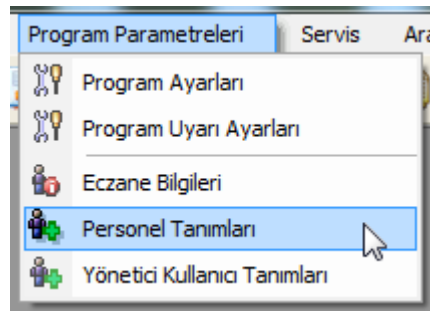 Program Parametreleri Servis
Program Ayarları
Program Uyarı Ayarları
Eczane Bilgileri
Personel Tanımları
Yönetici Kullanıcı Tanımları